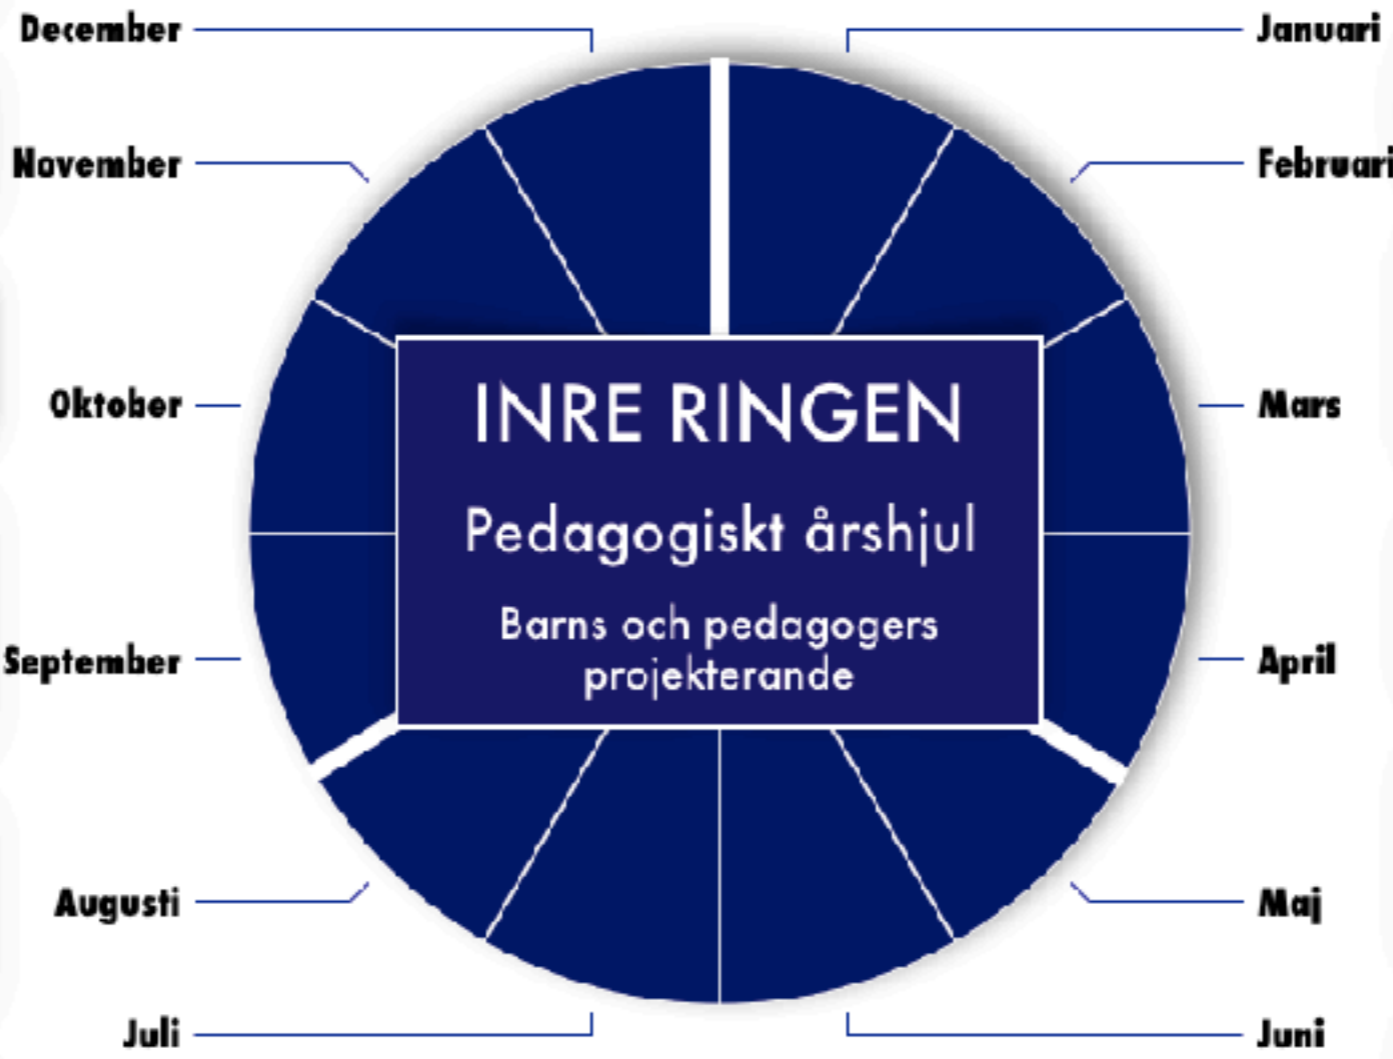 December
Januari
November
Februari
Oktober
Mars
INRE RINGEN
Pedagogiskt årshjul
Barns och pedagogers
projekterande
September
April
Augusti
Maj
Juli
Juni